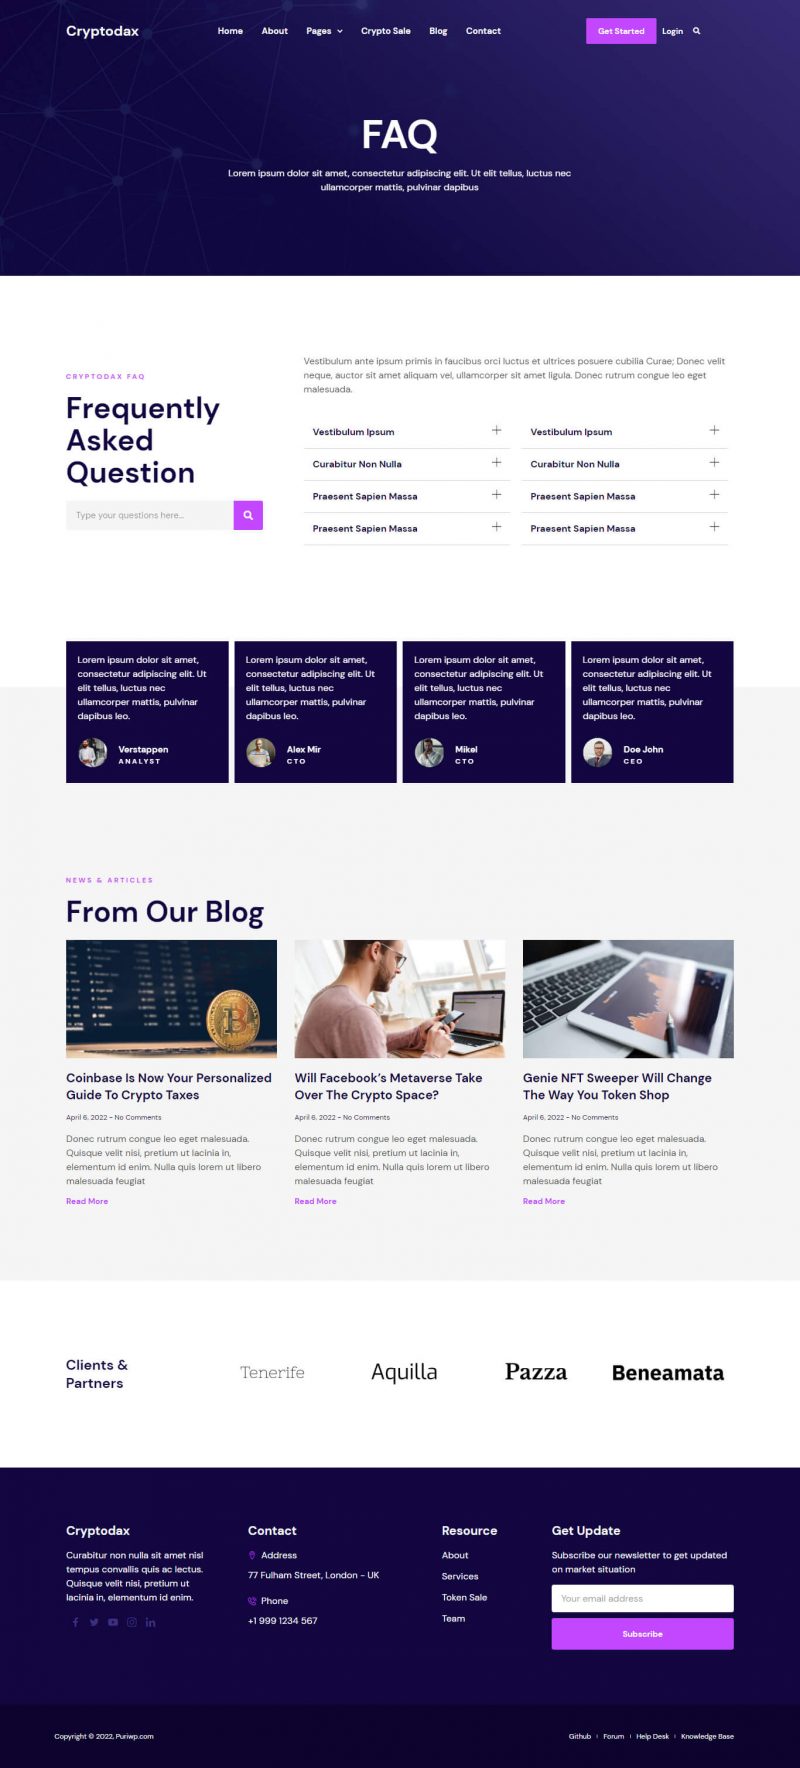 Cryptodax
Home About Pages Crypto Sale Blog Contact
Get Started Login
FAQ
Lorem ipsum dolor sit amet, consectetur adipiscing elit. Ut elit tellus, luctus nec
ullamcorper mattis, pulvinar dapibus
CRYPTODAX FAQ
Frequently
Asked
Question
Type your questions here...
Vestibulum ante ipsum primis in faucibus orci luctus et ultrices posuere cubilia Curae; Donec velit
neque, auctor sit amet aliquam vel, ullamcorper sit amet ligula. Donec rutrum congue leo eget
malesuada.
Vestibulum Ipsum
Curabitur Non Nulla
Praesent Sapien Massa
Praesent Sapien Massa
Vestibulum Ipsum
Curabitur Non Nulla
Praesent Sapien Massa
Praesent Sapien Massa
Lorem ipsum dolor sit amet,
consectetur adipiscing elit. Ut
elit tellus, luctus nec
ullamcorper mattis, pulvinar
dapibus leo.
Verstappen
ANALYST
Lorem ipsum dolor sit amet,
consectetur adipiscing elit. Ut
elit tellus, luctus nec
ullamcorper mattis, pulvinar
dapibus leo.
Alex Mir
CTO
Lorem ipsum dolor sit amet,
consectetur adipiscing elit. Ut
elit tellus, luctus nec
ullamcorper mattis, pulvinar
dapibus leo.
Mikel
CTO
Lorem ipsum dolor sit amet,
consectetur adipiscing elit. Ut
elit tellus, luctus nec
ullamcorper mattis, pulvinar
dapibus leo.
Doe John
CEO
NEWS & ARTICLES
From Our Blog
Coinbase Is Now Your Personalized
Guide To Crypto Taxes
April 6, 2022 - No Comments
Donec rutrum congue leo eget malesuada.
Quisque velit nisi, pretium ut lacinia in,
elementum id enim. Nulla quis lorem ut libero
malesuada feugiat
Read More
Will Facebook's Metaverse Take
Over The Crypto Space?
April 6, 2022 - No Comments
Donec rutrum congue leo eget malesuada.
Quisque velit nisi, pretium ut lacinia in,
elementum id enim. Nulla quis lorem ut libero
malesuada feugiat
Read More
Genie NFT Sweeper Will Change
The Way You Token Shop
April 6, 2022 - No Comments
Donec rutrum congue leo eget malesuada.
Quisque velit nisi, pretium ut lacinia in,
elementum id enim. Nulla quis lorem ut libero
malesuada feugiat
Read More
Clients &
Partners
Tenerife
Aquilla
Pazza
Beneamata
Cryptodax
Curabitur non nulla sit amet nisl
tempus convallis quis ac lectus.
Quisque velit nisi, pretium ut
lacinia in, elementum id enim.
Contact
Address
77 Fulham Street, London - UK
Phone
+1 999 1234 567
Resource
About
Services
Token Sale
Team
Get Update
Subscribe our newsletter to get updated
on market situation
Your email address
Subscribe
Copyright © 2022, Puriwp.com
Github Forum Help Desk Knowledge Base